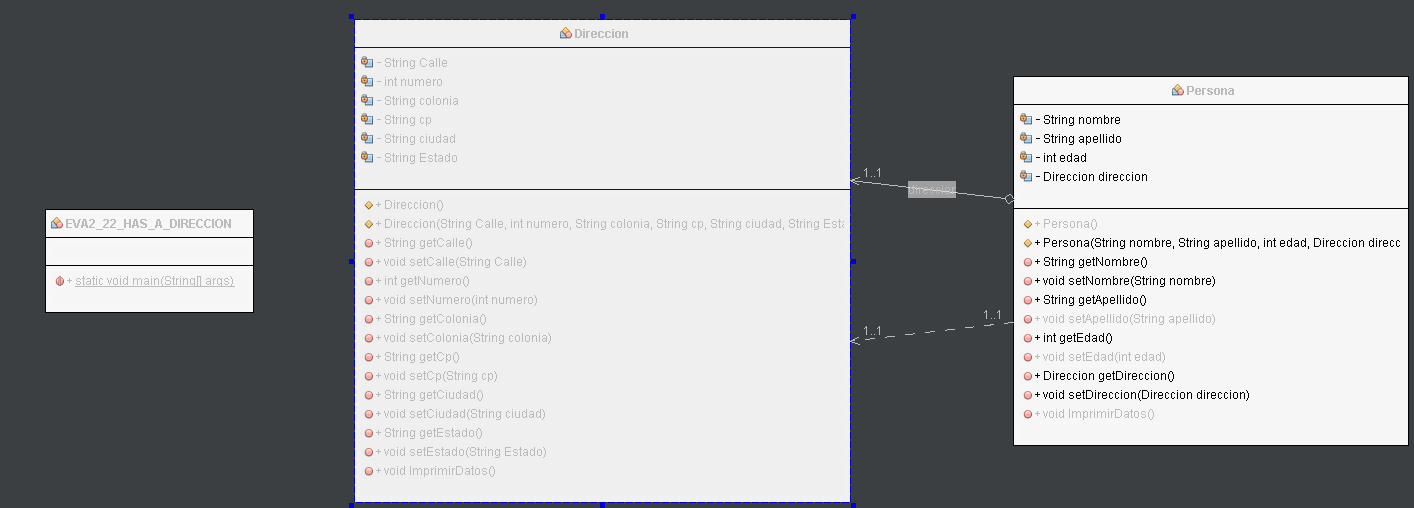 EVA2_22_HAS_A_DIRECCION
+ static void main(String[] args)
Direccion
- String Calle
- int numero
- String colonia
- String cp
- String ciudad
- String Estado
+ Direccion()
+ Direccion(String Calle, int numero, String colonia, String cp, String ciudad, String Esta
+ String getCalle()
+ void setCalle(String Calle)
+ int getNumero()
+ void setNumero(int numero)
+ String getColonia()
+ void setColonia(String colonia)
+ String getCp()
+ void setCp(String cp)
+ String getCiudad()
+ void setCiudad(String ciudad)
+ String getEstado()
+ void setEstado(String Estado)
+ void ImprimirDatos()
1..1
direccion
1..1
1..1
Persona
- String nombre
- String apellido
- int edad
- Direccion direccion
+ Persona()
+ Persona(String nombre, String apellido, int edad, Direccion direcc
+ String getNombre()
+ void setNombre(String nombre)
+ String getApellido()
+ void setApellido(String apellido)
+ int getEdad()
+ void setEdad(int edad)
+ Direccion getDireccion()
+ void setDireccion(Direccion direccion)
+ void ImprimirDatos()